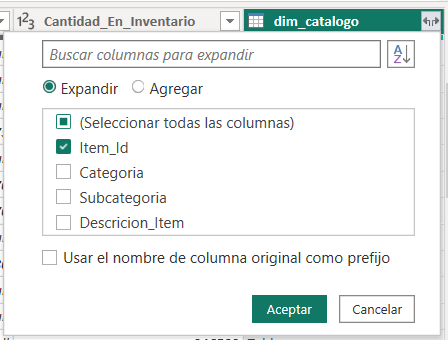 1²3 Cantidad_En_Inventario dim_catalogo
Buscar columnas para expandir
A Z
Expandir Agregar
(Seleccionar todas las columnas)
Item_Id
Categoria
Subcategoria
Descricion_Item
Usar el nombre de columna original como prefijo
Aceptar Cancelar